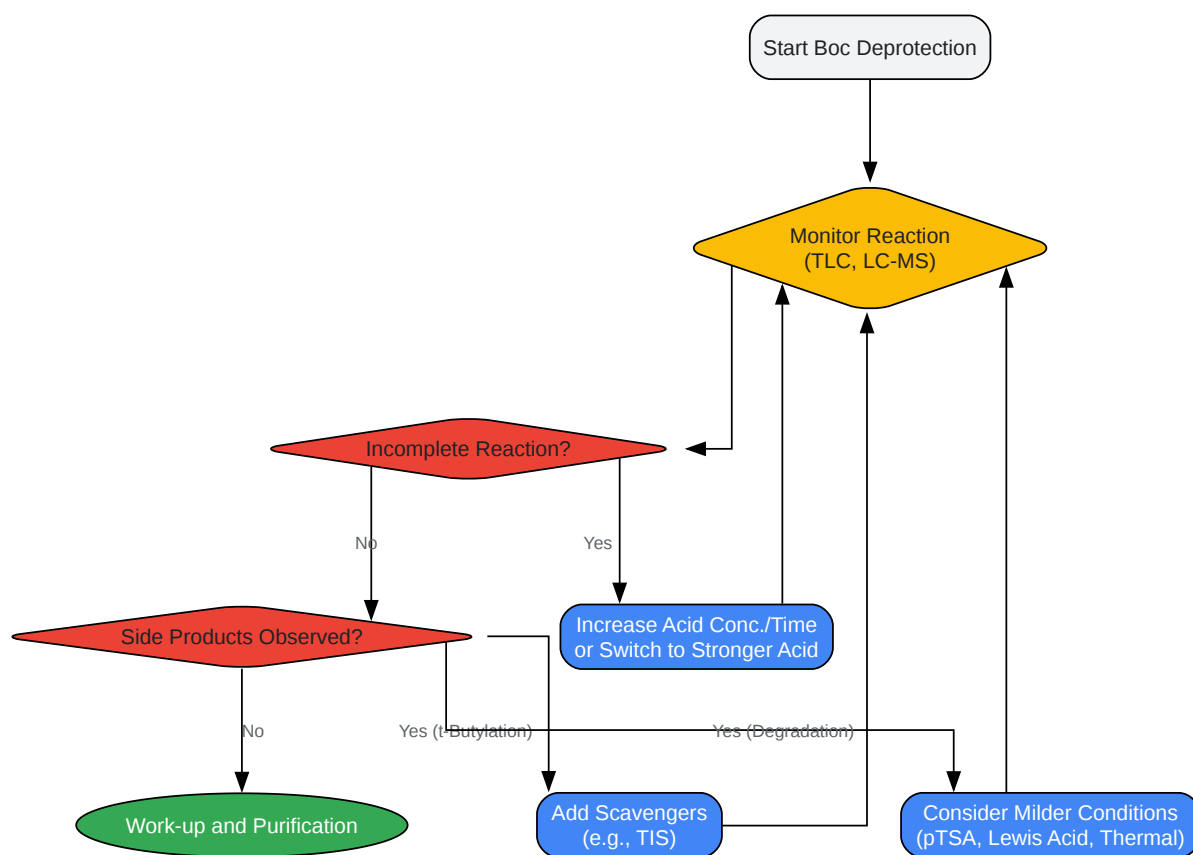 Start Boc Deprotection
Monitor Reaction
(TLC, LC-MS)
Incomplete Reaction?
No
Yes
Side Products Observed?
Increase Acid Conc./Time
or Switch to Stronger Acid
No
Yes (t-Butylation)
Yes (Degradation)
Work-up and Purification
Add Scavengers
(e.g., TIS)
Consider Milder Conditions
(pTSA, Lewis Acid, Thermal)